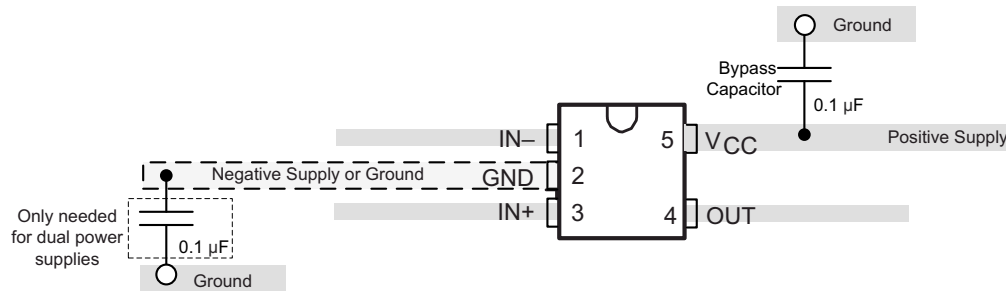 Ground
Bypass
Capacitor
0.1 µF
IN– 1 5 VCC Positive Supply
Negative Supply or Ground GND 2
IN+ 3 4 OUT
Only needed
for dual power
supplies
0.1 µF
Ground